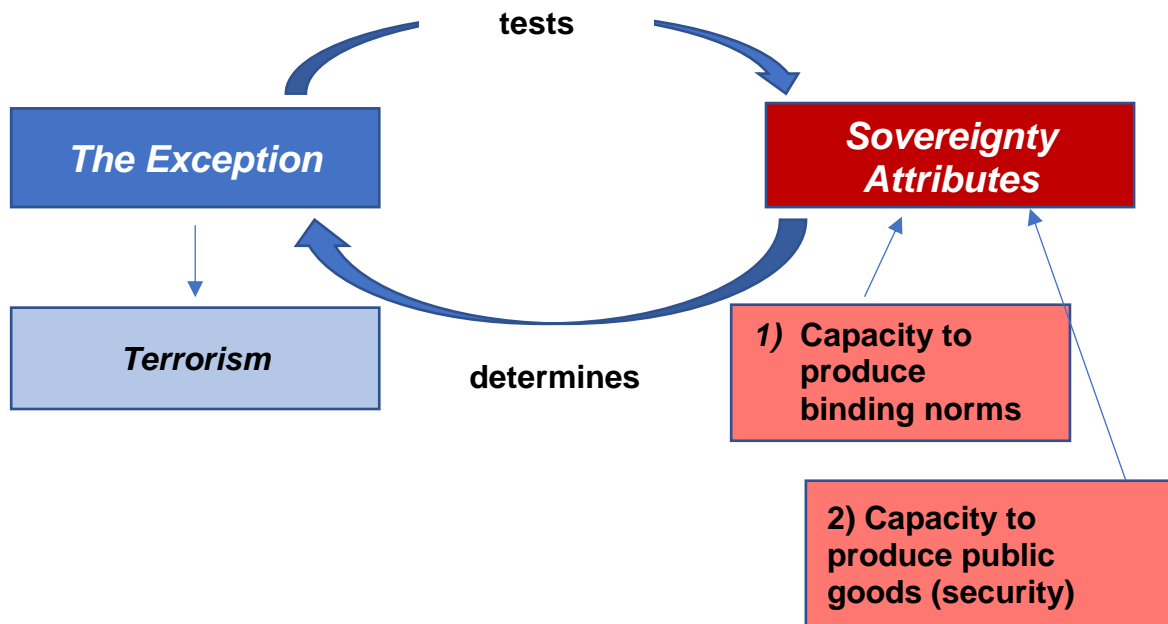 tests
The Exception
Sovereignty
Attributes
Terrorism
determines
1) Capacity to
produce
binding norms
2) Capacity to
produce public
goods (security)